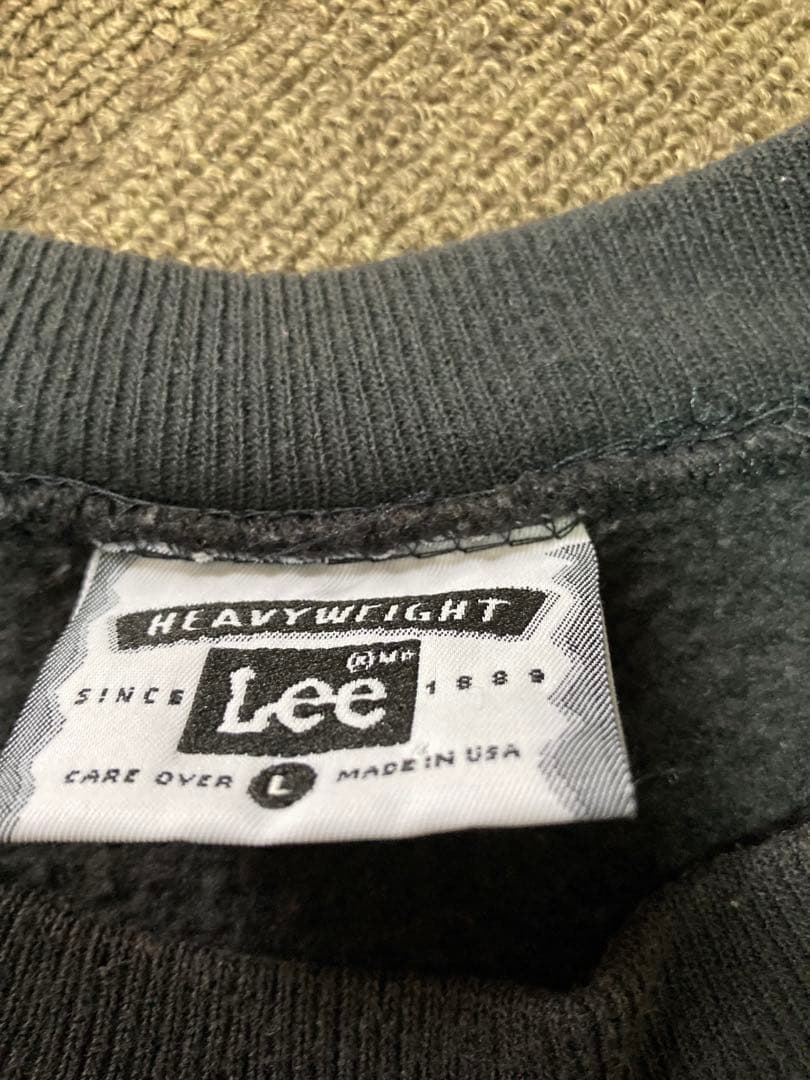 HEAVYWEIGHT
(R) MR
SINCE Lee 1889
CARE OVER L MADE IN USA